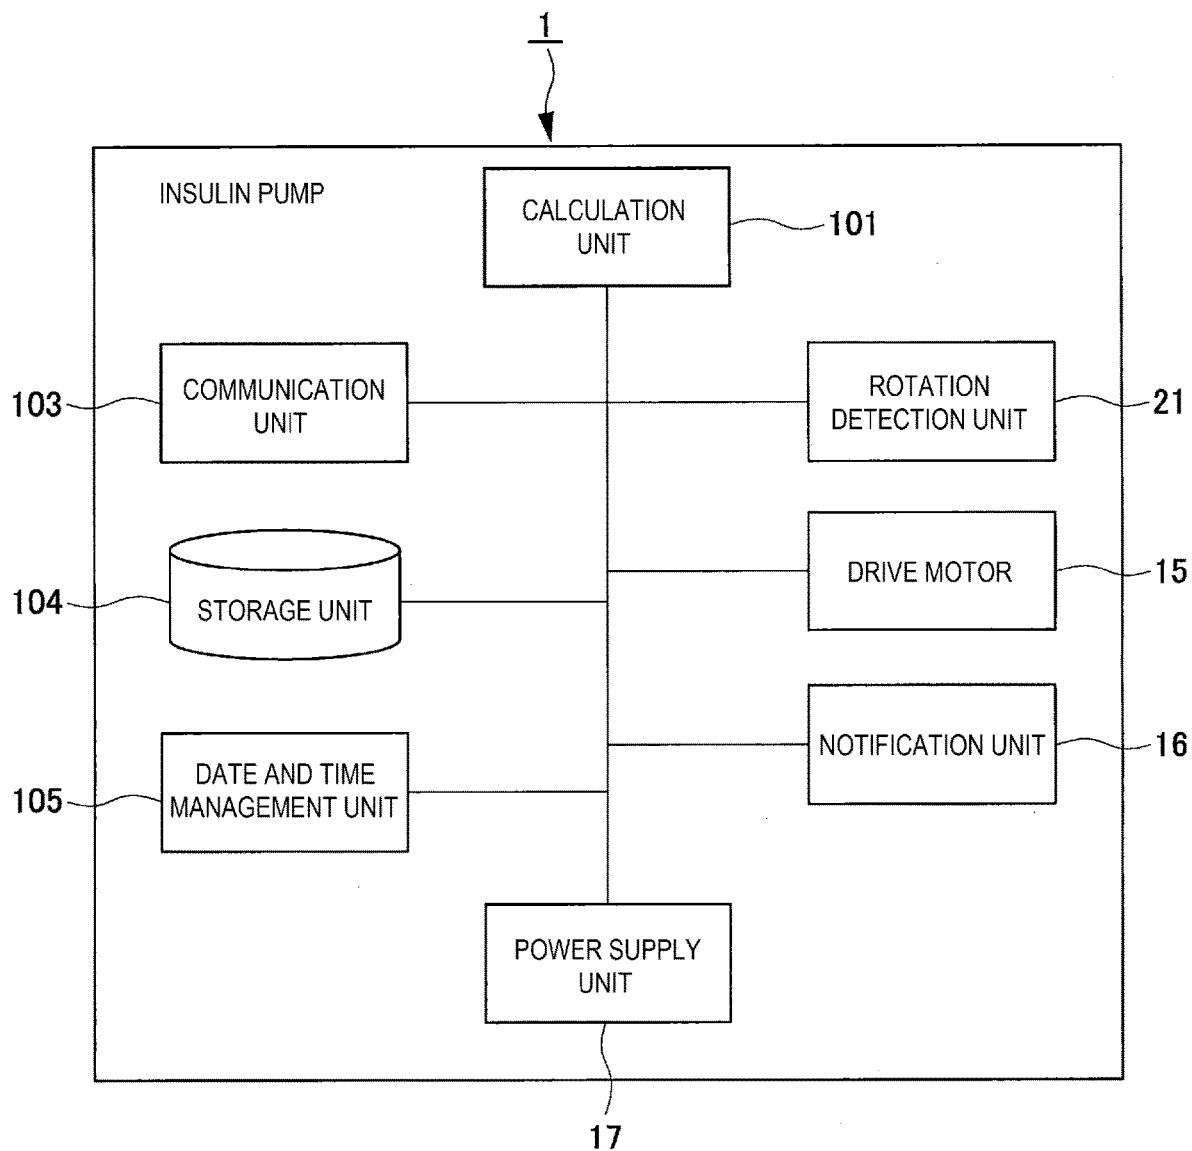 1
INSULIN PUMP
CALCULATION
UNIT
101
103
COMMUNICATION
UNIT
ROTATION
DETECTION UNIT
21
104
STORAGE UNIT
DRIVE MOTOR
15
105
DATE AND TIME
MANAGEMENT UNIT
NOTIFICATION UNIT
16
POWER SUPPLY
UNIT
17